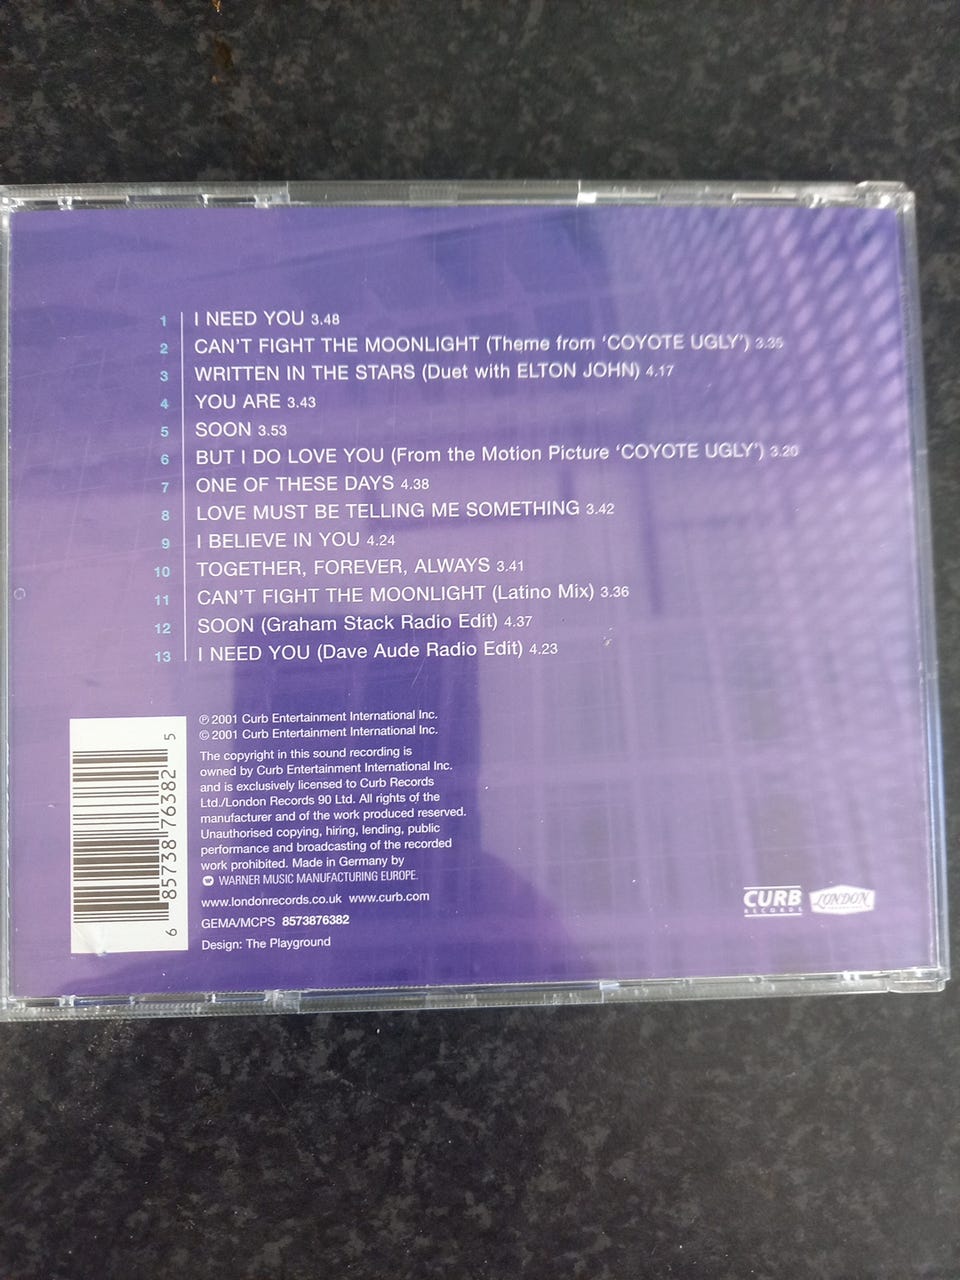 1 I NEED YOU 3.48
2 CAN'T FIGHT THE MOONLIGHT (Theme from 'COYOTE UGLY') 3.35
3 WRITTEN IN THE STARS (Duet with ELTON JOHN) 4.17
4 YOU ARE 3.43
5 SOON 3.53
6 BUT I DO LOVE YOU (From the Motion Picture 'COYOTE UGLY') 3.20
7 ONE OF THESE DAYS 4.38
8 LOVE MUST BE TELLING ME SOMETHING 3.42
9 I BELIEVE IN YOU 4.24
10 TOGETHER, FOREVER, ALWAYS 3.41
11 CAN'T FIGHT THE MOONLIGHT (Latino Mix) 3.36
12 SOON (Graham Stack Radio Edit) 4.37
13 I NEED YOU (Dave Aude Radio Edit) 4.23
℗ 2001 Curb Entertainment International Inc.
© 2001 Curb Entertainment International Inc.
The copyright in this sound recording is
owned by Curb Entertainment International Inc.
and is exclusively licensed to Curb Records
Ltd./London Records 90 Ltd. All rights of the
manufacturer and of the work produced reserved.
Unauthorised copying, hiring, lending, public
performance and broadcasting of the recorded
work prohibited. Made in Germany by
WARNER MUSIC MANUFACTURING EUROPE.
www.londonrecords.co.uk www.curb.com
GEMA/MCPS 8573876382
Design: The Playground
6 85738 76382 5
CURB
RECORDS
LONDON